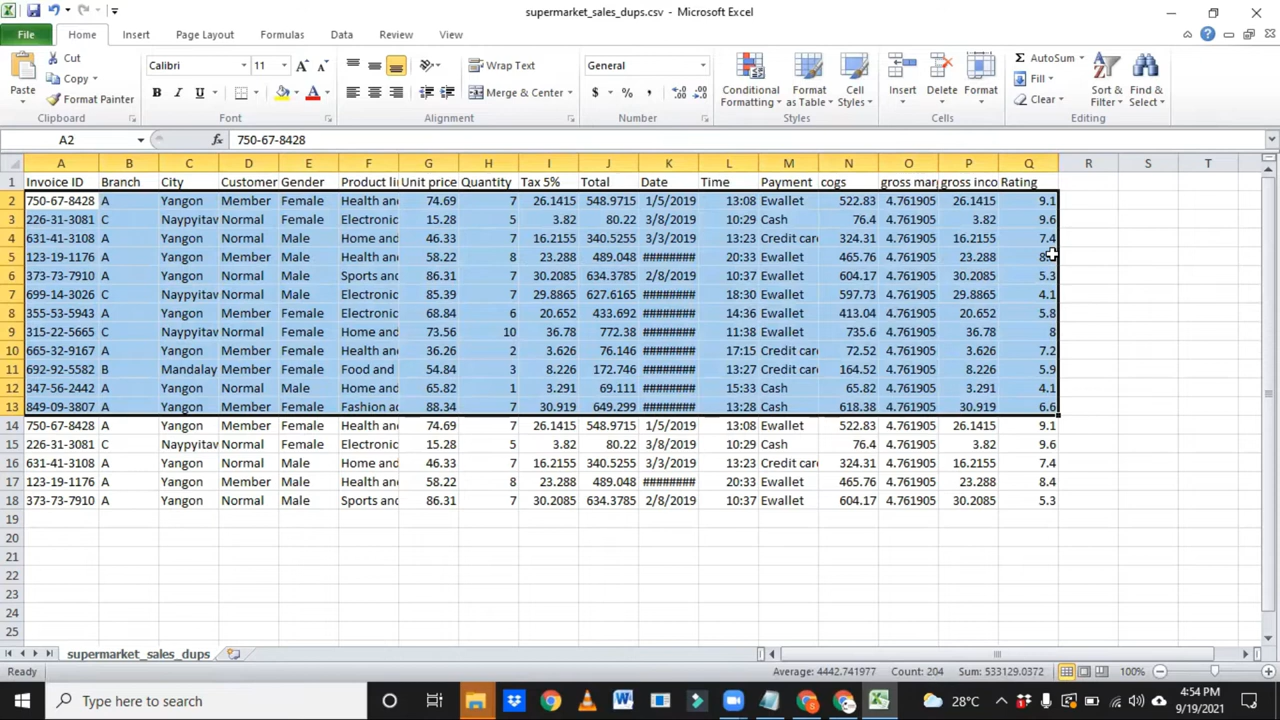 supermarket_sales_dups.csv - Microsoft Excel
File Home Insert Page Layout Formulas Data Review View
Paste Cut Copy Format Painter Clipboard
Calibri 11 A A B I U A Font
Wrap Text Merge & Center Alignment
General $ % , Number
Conditional Formatting Format as Table Cell Styles Styles
Insert Delete Format Cells
Σ AutoSum Fill Clear Sort & Filter Find & Select Editing
A2 fx 750-67-8428
A B C D E F G H I J K L M N O P Q R S T
1 Invoice ID Branch City Customer Gender Product li Unit price Quantity Tax 5% Total Date Time Payment cogs gross mar gross inco Rating
2 750-67-8428 A Yangon Member Female Health and 74.69 7 26.1415 548.9715 1/5/2019 13:08 Ewallet 522.83 4.761905 26.1415 9.1
3 226-31-3081 C Naypyitaw Normal Female Electronic 15.28 5 3.82 80.22 3/8/2019 10:29 Cash 76.4 4.761905 3.82 9.6
4 631-41-3108 A Yangon Normal Male Home and 46.33 7 16.2155 340.5255 3/3/2019 13:23 Credit car 324.31 4.761905 16.2155 7.4
5 123-19-1176 A Yangon Member Male Health and 58.22 8 23.288 489.048 ######## 20:33 Ewallet 465.76 4.761905 23.288
6 373-73-7910 A Yangon Normal Male Sports and 86.31 7 30.2085 634.3785 2/8/2019 10:37 Ewallet 604.17 4.761905 30.2085 5.3
7 699-14-3026 C Naypyitaw Normal Male Electronic 85.39 7 29.8865 627.6165 ######## 18:30 Ewallet 597.73 4.761905 29.8865 4.1
8 355-53-5943 A Yangon Member Female Electronic 68.84 6 20.652 433.692 ######## 14:36 Ewallet 413.04 4.761905 20.652 5.8
9 315-22-5665 C Naypyitaw Normal Female Home and 73.56 10 36.78 772.38 ######## 11:38 Ewallet 735.6 4.761905 36.78 8
10 665-32-9167 A Yangon Member Female Health and 36.26 2 3.626 76.146 ######## 17:15 Credit car 72.52 4.761905 3.626 7.2
11 692-92-5582 B Mandalay Member Female Food and 54.84 3 8.226 172.746 ######## 13:27 Credit car 164.52 4.761905 8.226 5.9
12 347-56-2442 A Yangon Normal Male Home and 65.82 1 3.291 69.111 ######## 15:33 Cash 65.82 4.761905 3.291 4.1
13 849-09-3807 A Yangon Member Female Fashion ac 88.34 7 30.919 649.299 ######## 13:28 Cash 618.38 4.761905 30.919 6.6
14 750-67-8428 A Yangon Member Female Health and 74.69 7 26.1415 548.9715 1/5/2019 13:08 Ewallet 522.83 4.761905 26.1415 9.1
15 226-31-3081 C Naypyitaw Normal Female Electronic 15.28 5 3.82 80.22 3/8/2019 10:29 Cash 76.4 4.761905 3.82 9.6
16 631-41-3108 A Yangon Normal Male Home and 46.33 7 16.2155 340.5255 3/3/2019 13:23 Credit car 324.31 4.761905 16.2155 7.4
17 123-19-1176 A Yangon Member Male Health and 58.22 8 23.288 489.048 ######## 20:33 Ewallet 465.76 4.761905 23.288 8.4
18 373-73-7910 A Yangon Normal Male Sports and 86.31 7 30.2085 634.3785 2/8/2019 10:37 Ewallet 604.17 4.761905 30.2085 5.3
19
20
21
22
23
24
25
supermarket_sales_dups
Ready Average: 4442.741977 Count: 204 Sum: 533129.0372 100%
Type here to search 28°C 4:54 PM
9/19/2021